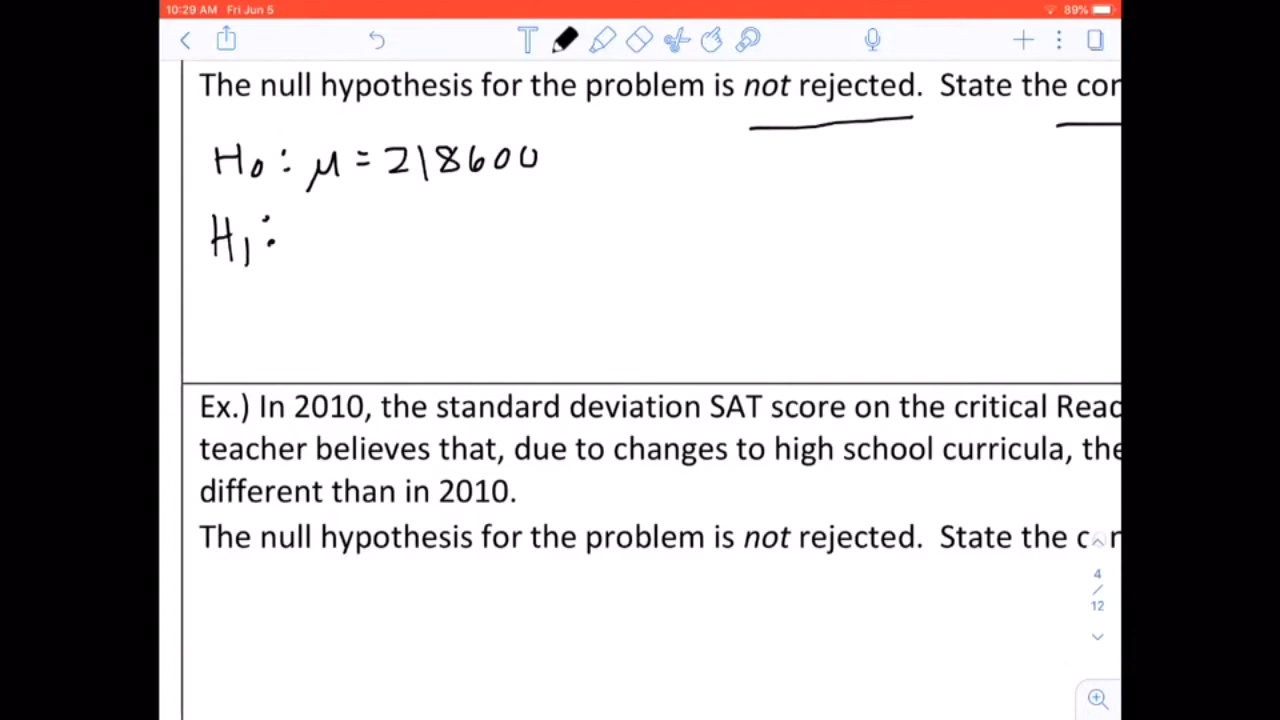 10:29 AM Fri Jun 5 89%
T
The null hypothesis for the problem is not rejected. State the con
H₀ : μ = 218600
H₁ :
Ex.) In 2010, the standard deviation SAT score on the critical Read
teacher believes that, due to changes to high school curricula, the
different than in 2010.
The null hypothesis for the problem is not rejected. State the
4
/
12